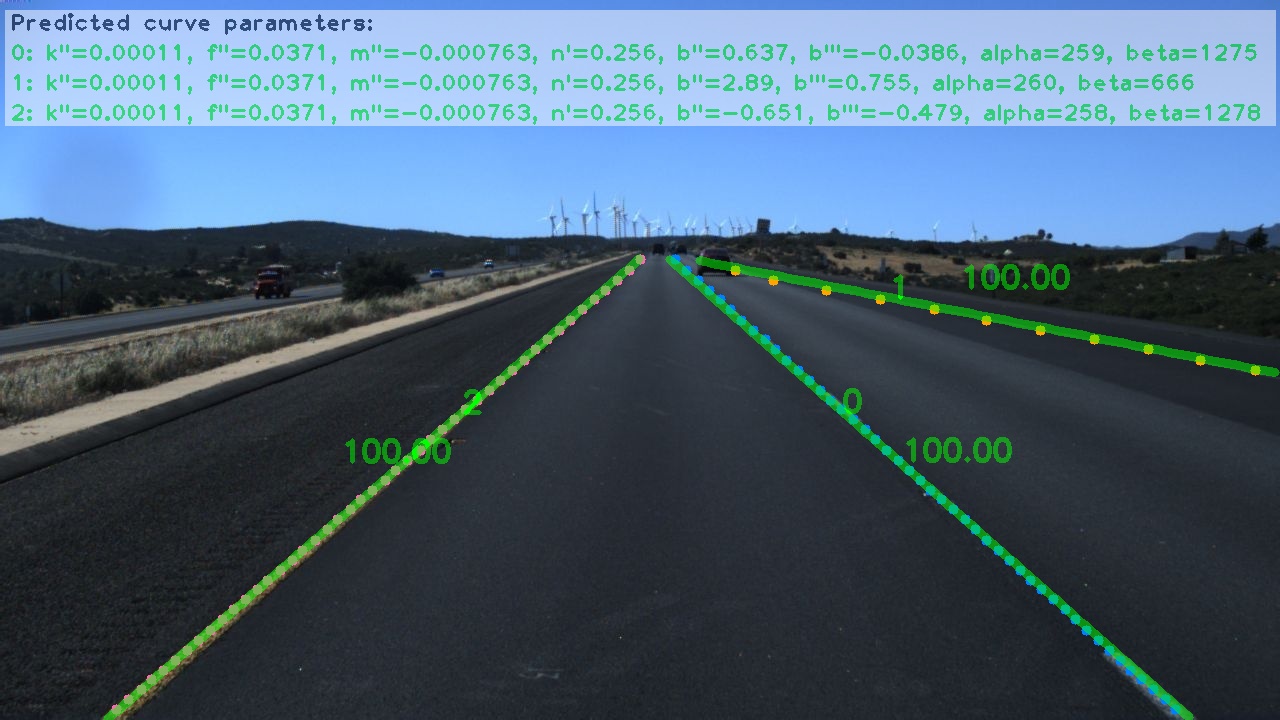 Predicted curve parameters:
0: k"=0.00011, f"=0.0371, m"=-0.000763, n'=0.256, b"=0.637, b'"=-0.0386, alpha=259, beta=1275
1: k"=0.00011, f"=0.0371, m"=-0.000763, n'=0.256, b"=2.89, b'"=0.755, alpha=260, beta=666
2: k"=0.00011, f"=0.0371, m"=-0.000763, n'=0.256, b"=-0.651, b'"=-0.479, alpha=258, beta=1278
1 100.00
2 0
100.00 100.00